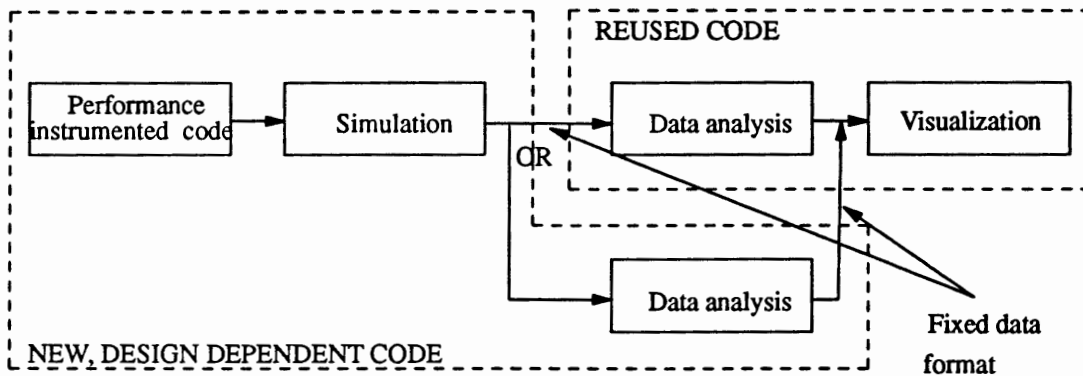 REUSED CODE
Performance
instrumented code
Simulation
Data analysis
Visualization
OR
Data analysis
Fixed data
format
NEW, DESIGN DEPENDENT CODE